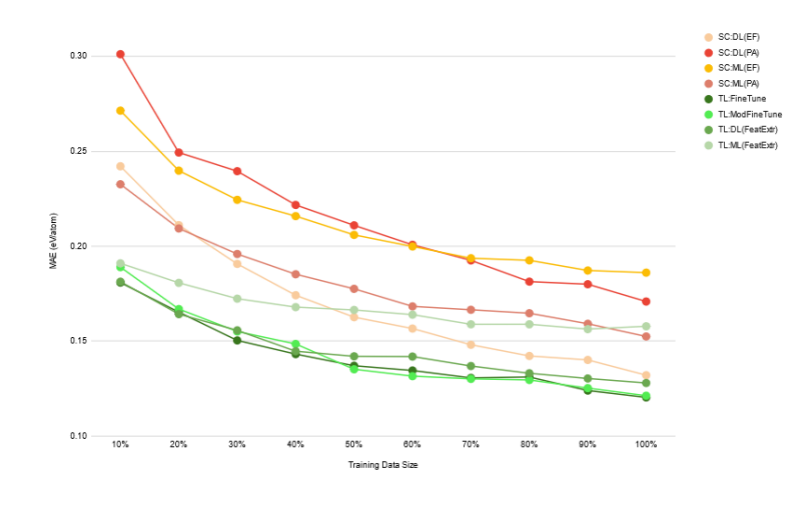 SC:DL(EF)
SC:DL(PA)
SC:ML(EF)
SC:ML(PA)
TL:FineTune
TL:ModFineTune
TL:DL(FeatExtr)
TL:ML(FeatExtr)
0.30
0.25
0.20
0.15
0.10
MAE (eV/atom)
10% 20% 30% 40% 50% 60% 70% 80% 90% 100%
Training Data Size